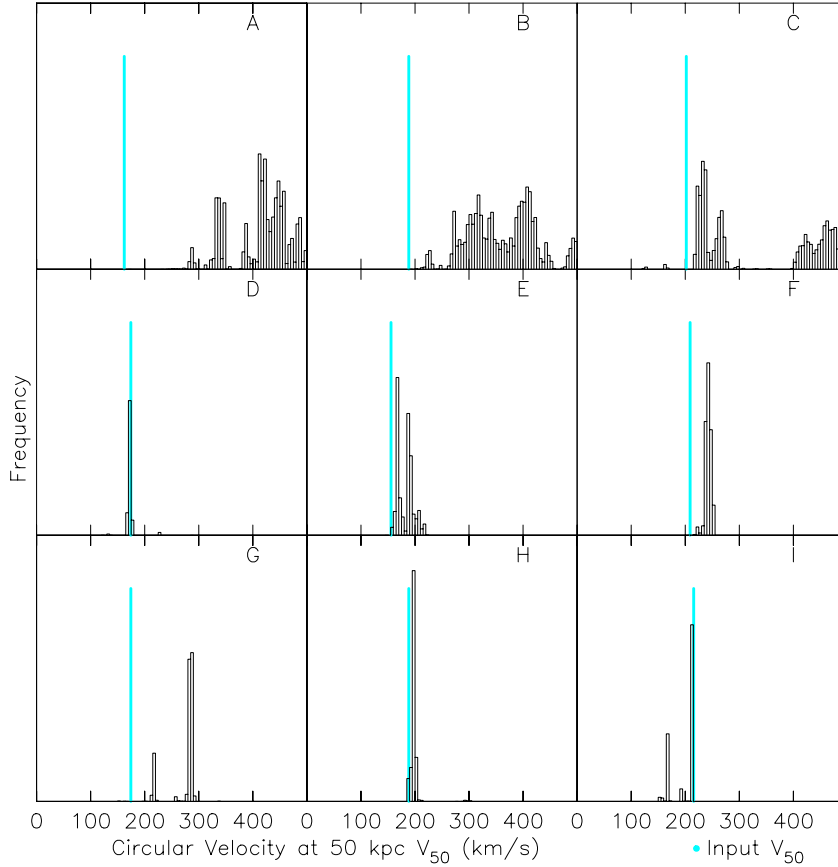 A B C
D E F
Frequency
G H I
0 100 200 300 400 0 100 200 300 400 0 100 200 300 400
Circular Velocity at 50 kpc V50 (km/s)
Input V50